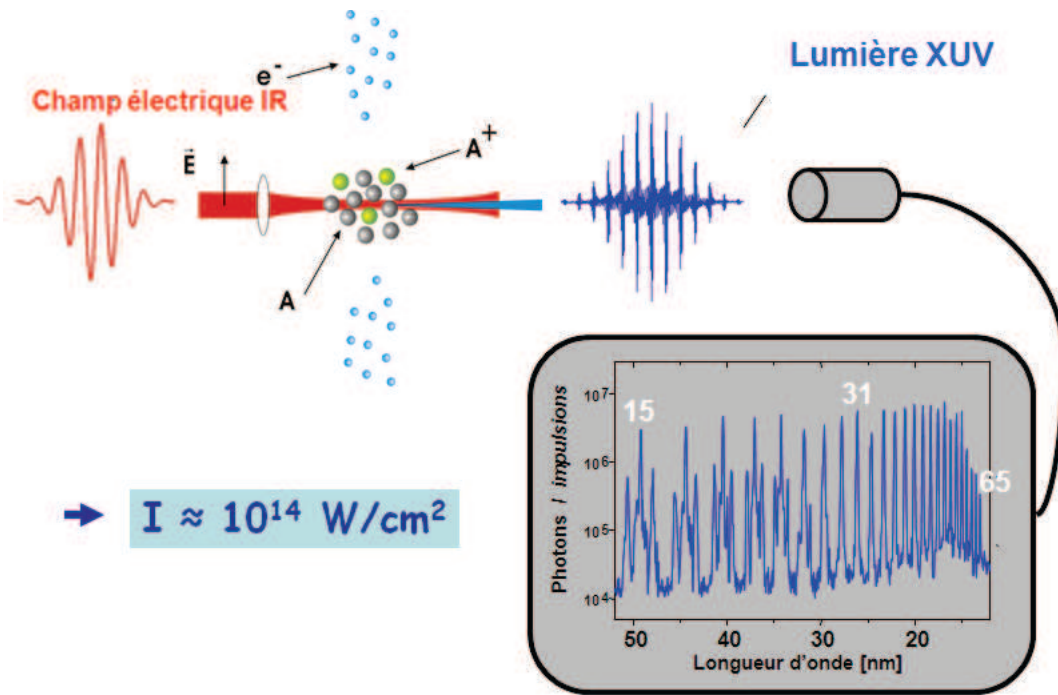 Lumière XUV
e-
Champ électrique IR
A+
E
A
I ≈ 10¹⁴ W/cm²
Photons / impulsions
10⁷
10⁶
10⁵
10⁴
15
31
65
50
40
30
20
Longueur d'onde [nm]